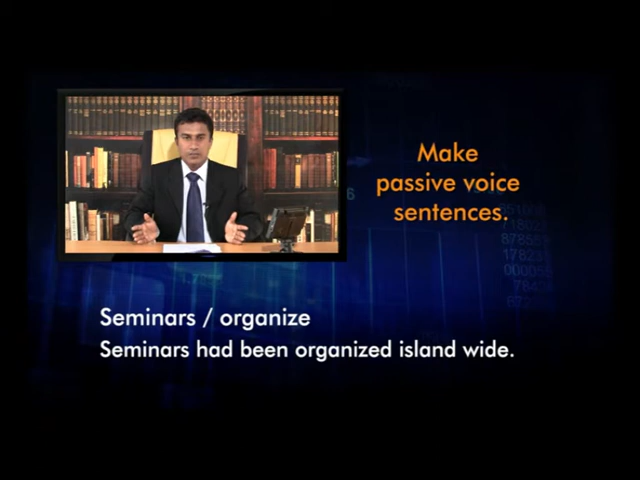 Make
passive voice
sentences.
Seminars / organize
Seminars had been organized island wide.